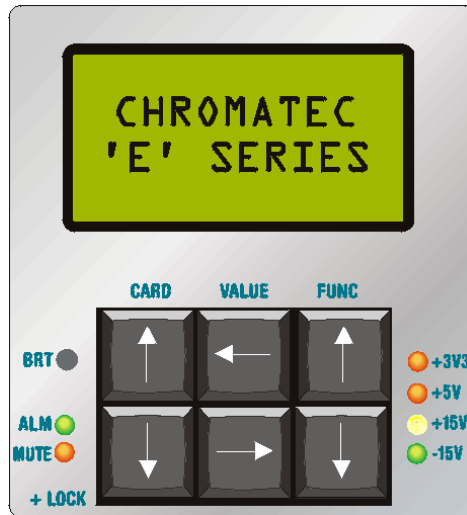 CHROMATEC
'E' SERIES
CARD VALUE FUNC
BRT +3V3
+5V
ALM +15V
MUTE -15V
+ LOCK